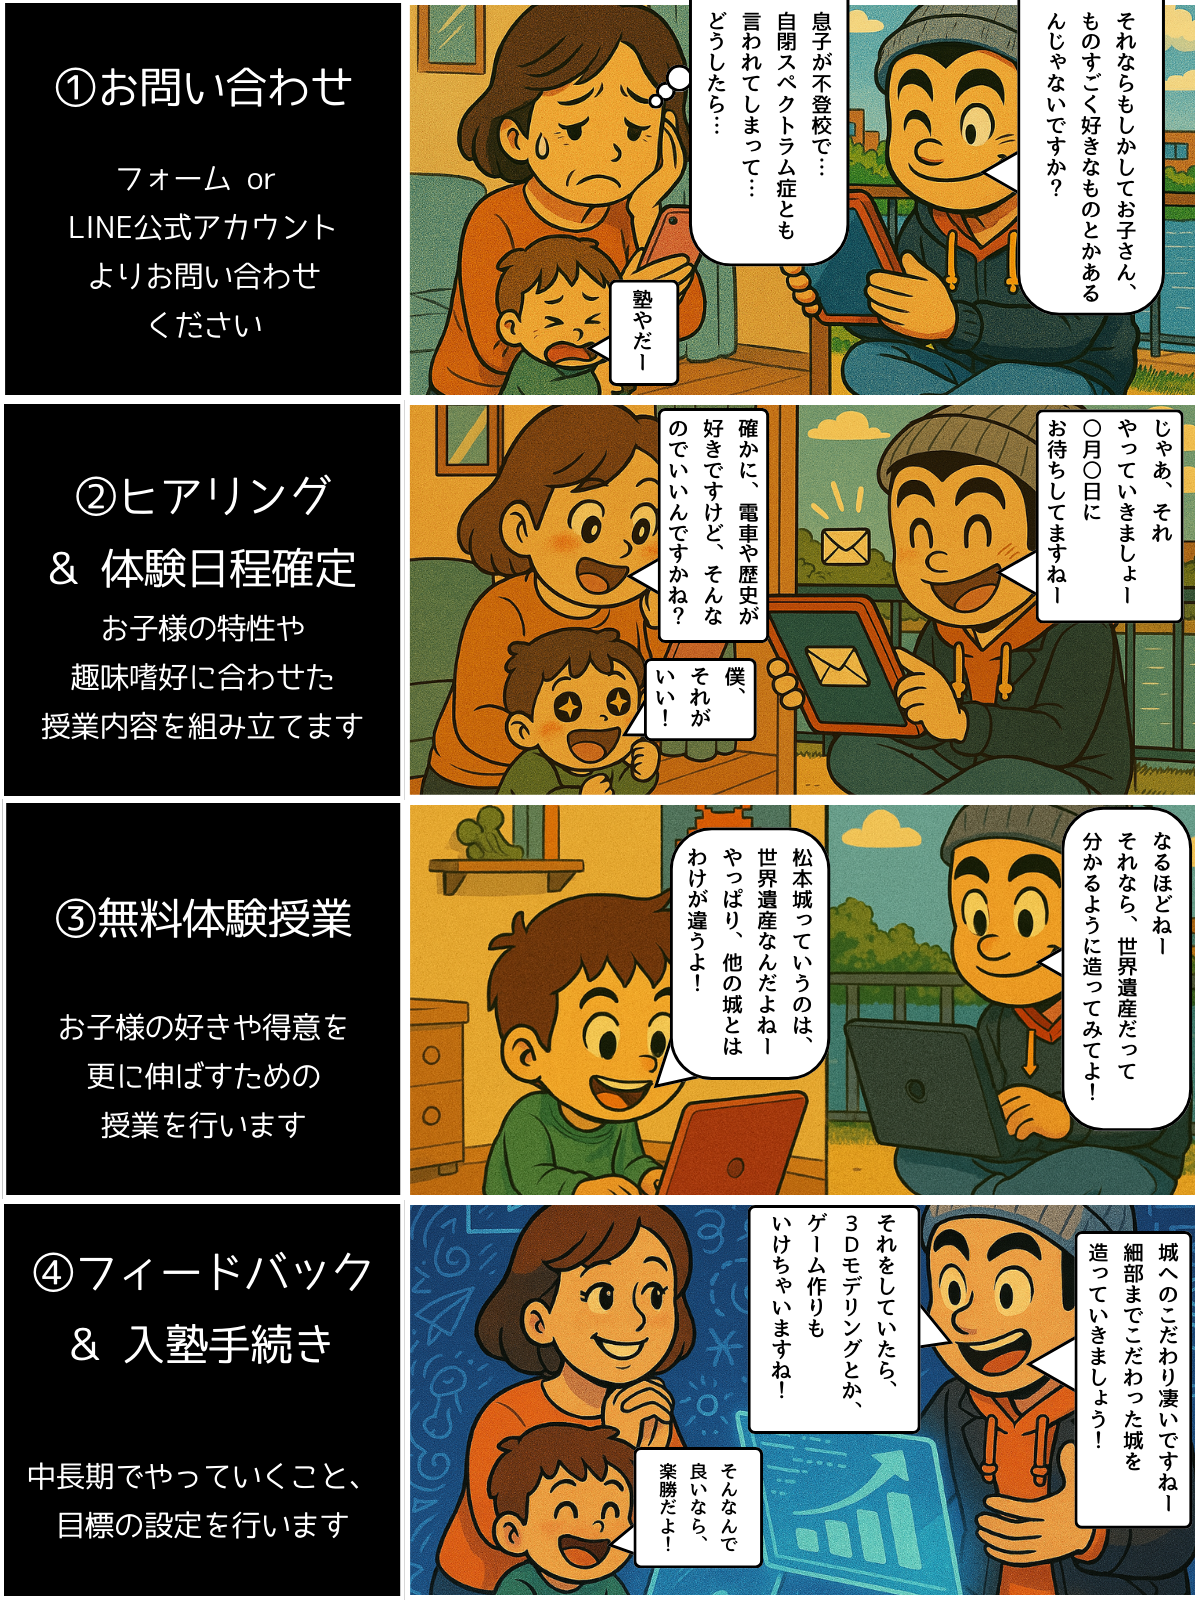 ①お問い合わせ
フォーム or
LINE公式アカウント
よりお問い合わせ
ください
それならもしかしてお子さん、
ものすごく好きなものとかある
んじゃないですか？
息子が不登校で…
自閉スペクトラム症とも
言われてしまって…
どうしたら…
塾やだー
②ヒアリング
& 体験日程確定
お子様の特性や
趣味嗜好に合わせた
授業内容を組み立てます
じゃあ、それ
やっていきましょー
〇月〇日に
お待ちしてますねー
確かに、電車や歴史が
好きですけど、そんな
のでいいんですかね？
僕、
それが
いい！
③無料体験授業
お子様の好きや得意を
更に伸ばすための
授業を行います
なるほどねー
それなら、世界遺産だって
分かるように造ってみてよ！
松本城っていうのは、
世界遺産なんだよねー
やっぱり、他の城とは
わけが違うよ！
④フィードバック
& 入塾手続き
中長期でやっていくこと、
目標の設定を行います
城へのこだわり凄いですねー
細部までこだわった城を
造っていきましょう！
それをしていたら、
3Dモデリングとか、
ゲーム作りも
いけちゃいますね！
そんなんで
良いなら、
楽勝だよ！